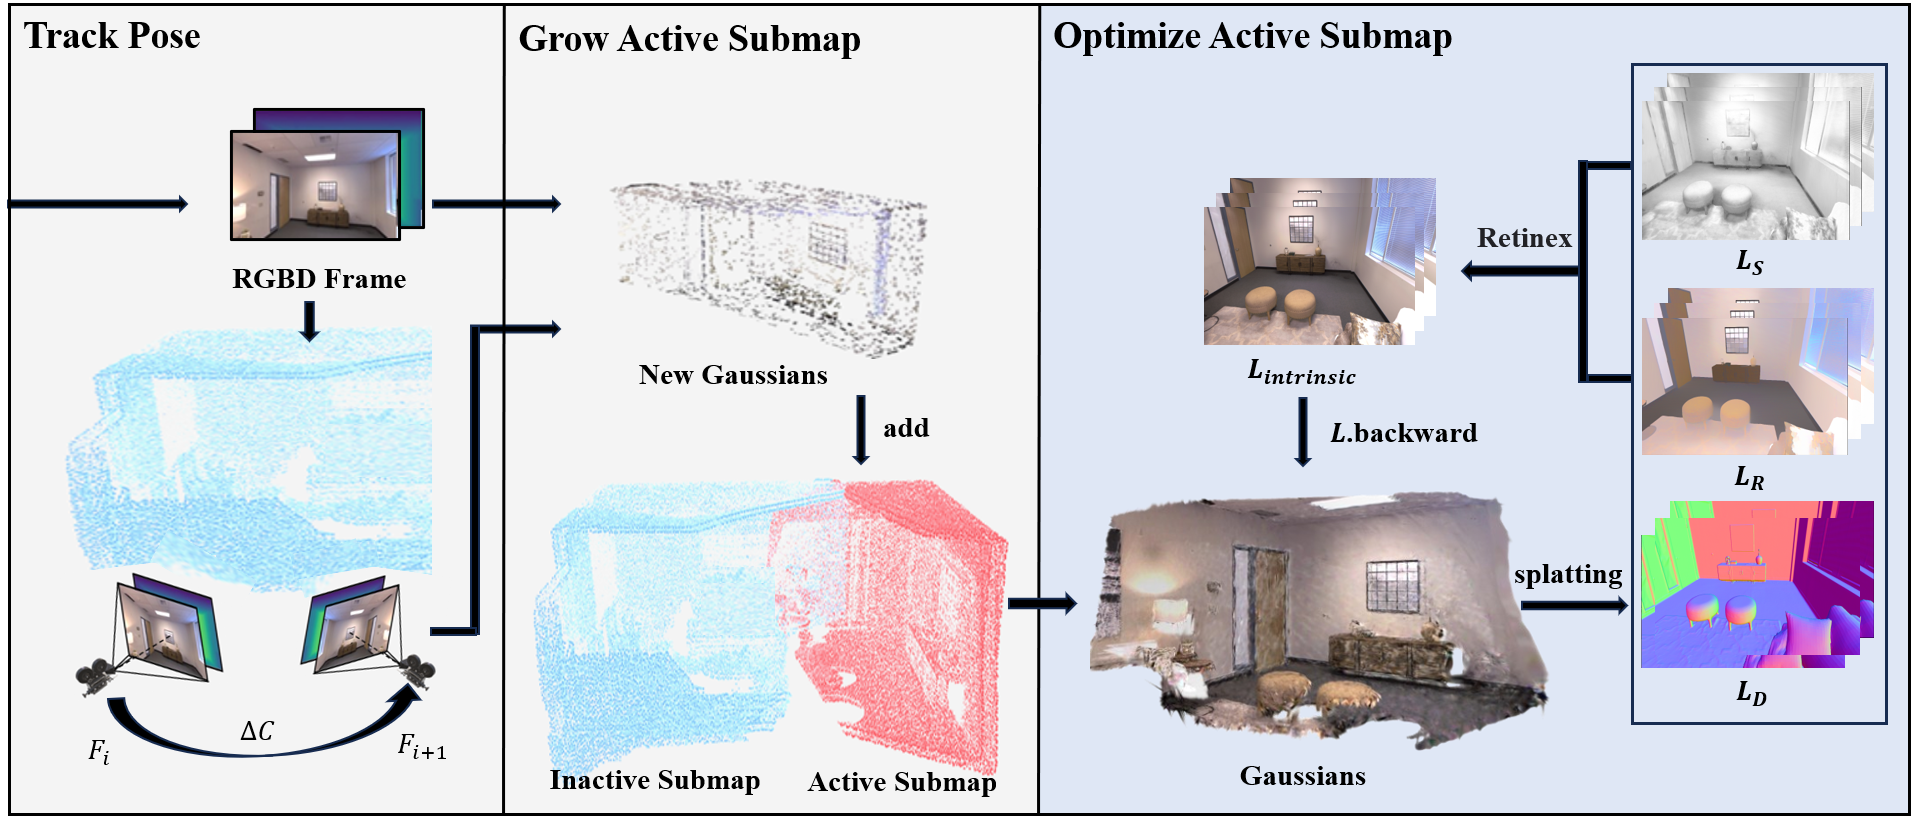 Track Pose
RGBD Frame
ΔC
F_i
F_{i+1}
Grow Active Submap
New Gaussians
add
Inactive Submap
Active Submap
Optimize Active Submap
L_S
Retinex
L_{intrinsic}
L.backward
L_R
splatting
L_D
Gaussians